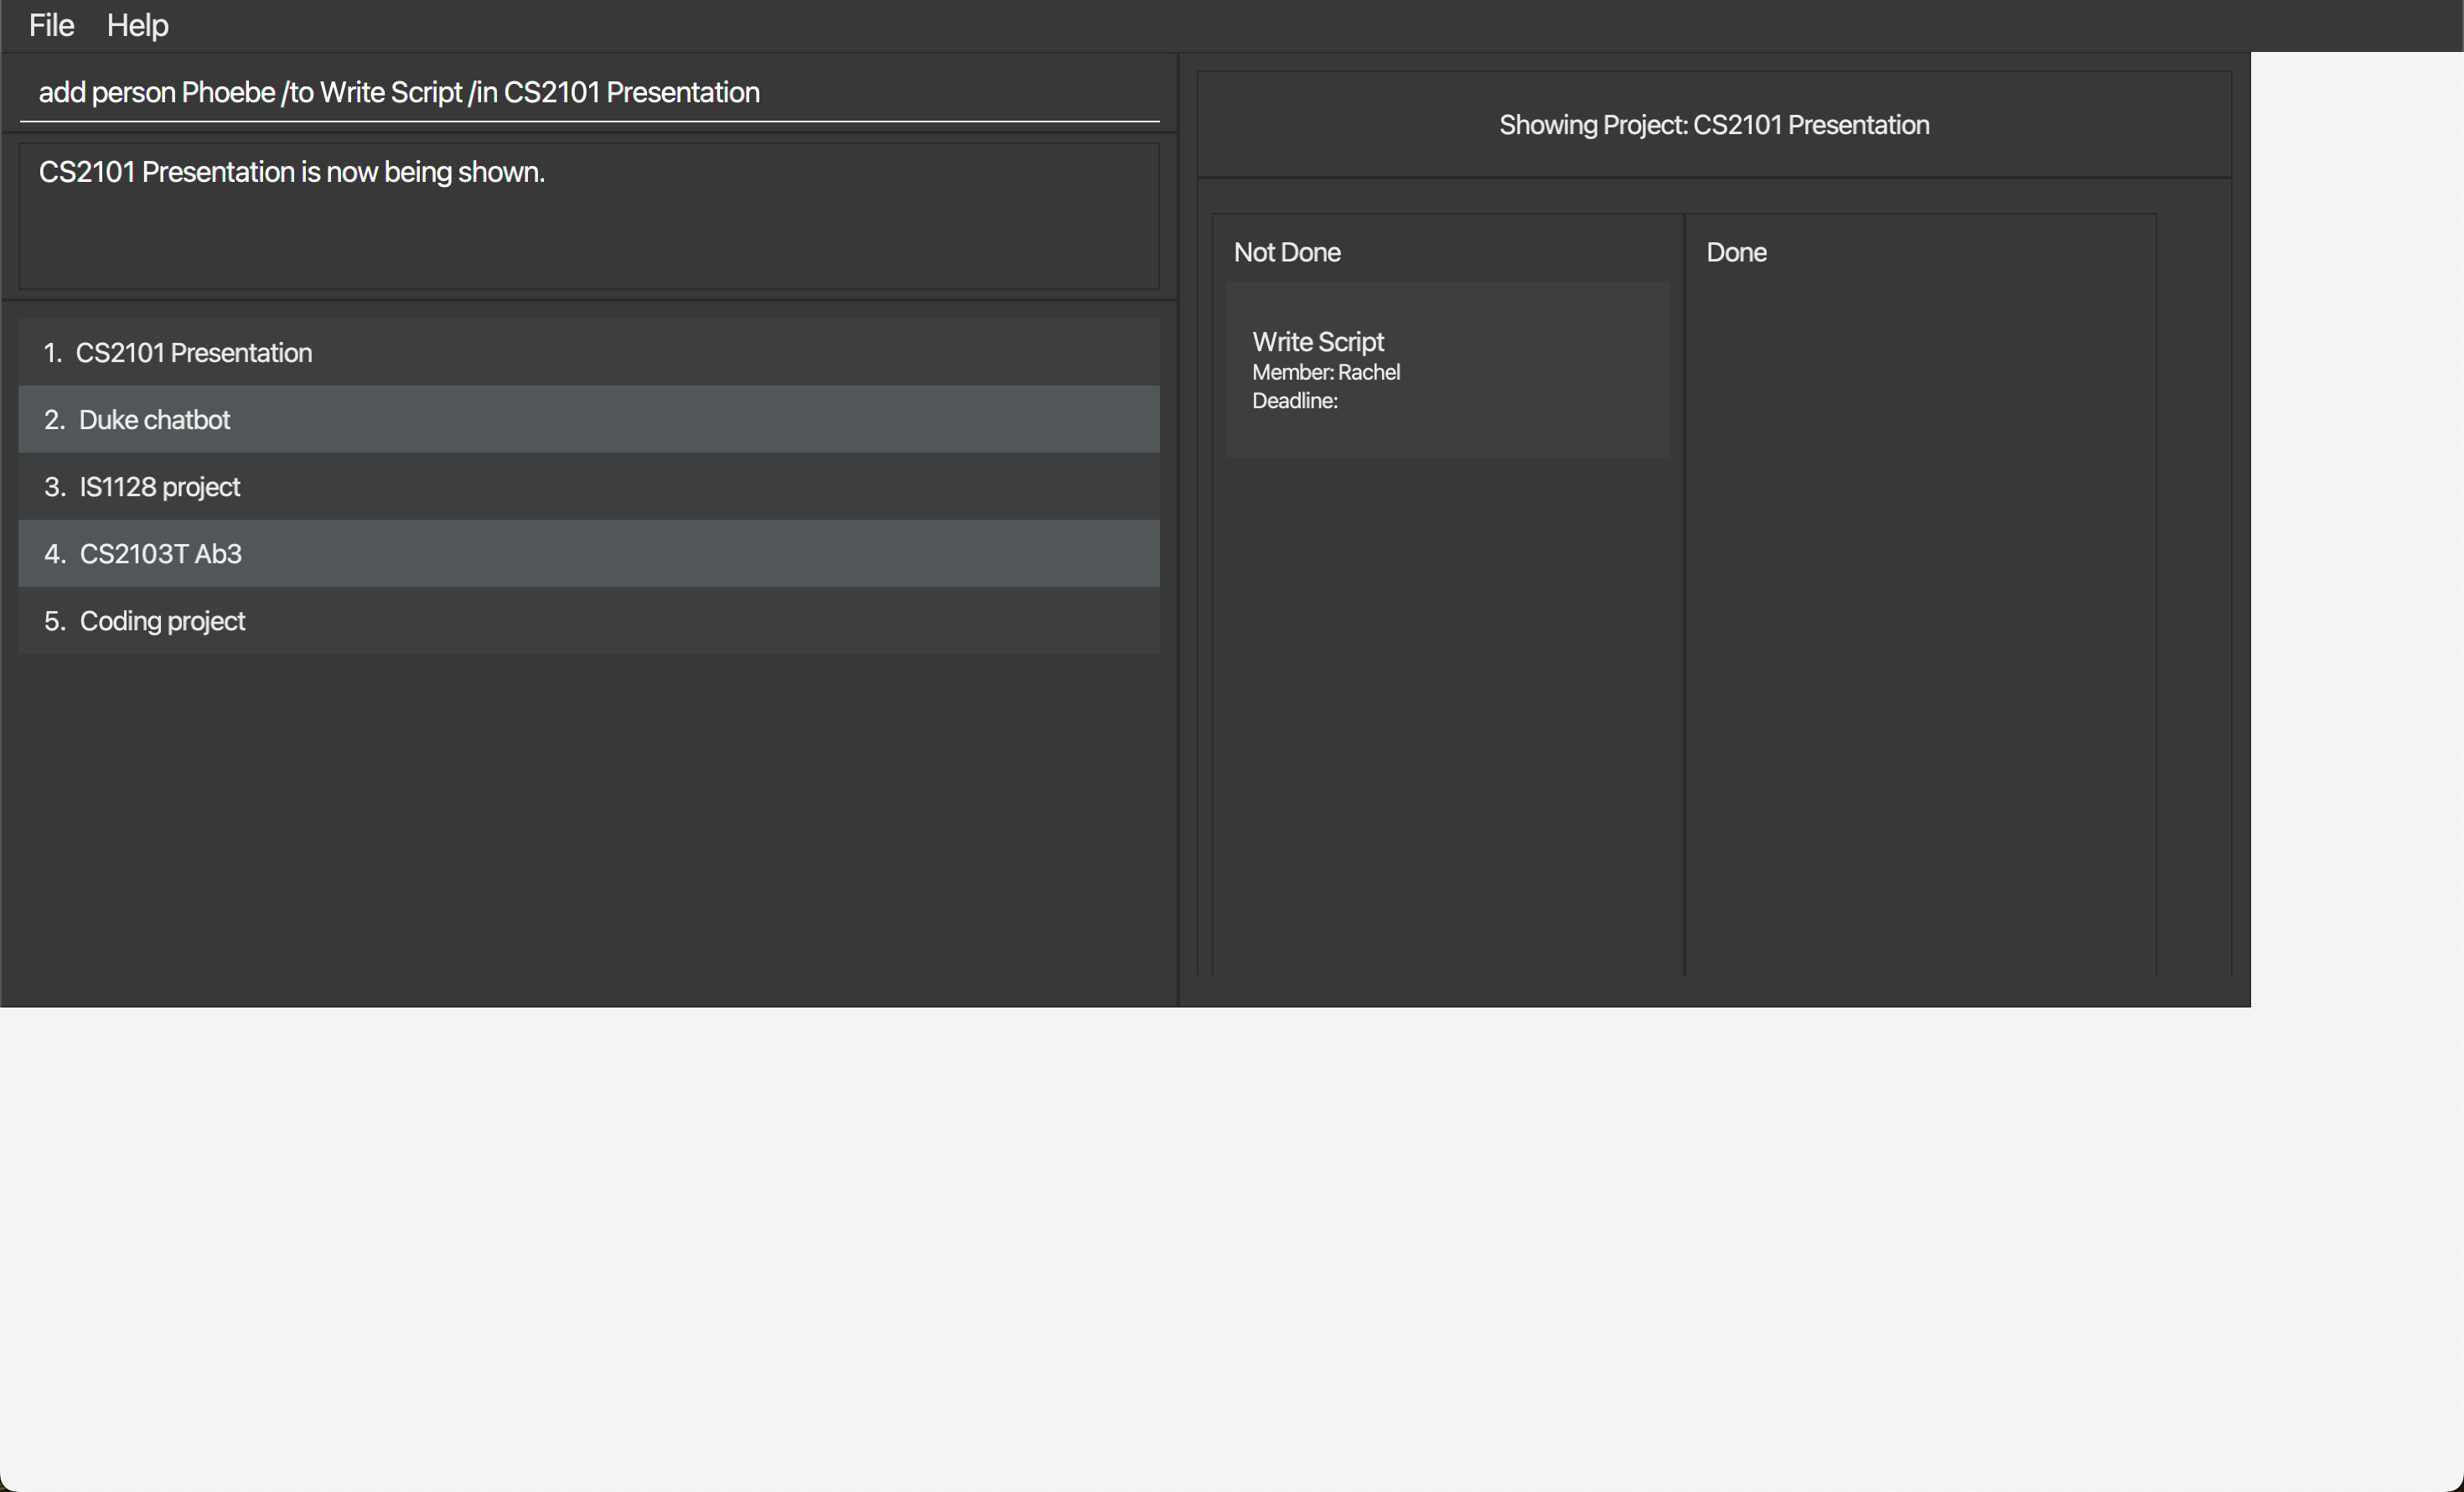 File Help
add person Phoebe /to Write Script /in CS2101 Presentation
CS2101 Presentation is now being shown.
1. CS2101 Presentation
2. Duke chatbot
3. IS1128 project
4. CS2103T Ab3
5. Coding project
Showing Project: CS2101 Presentation
Not Done
Write Script
Member: Rachel
Deadline:
Done